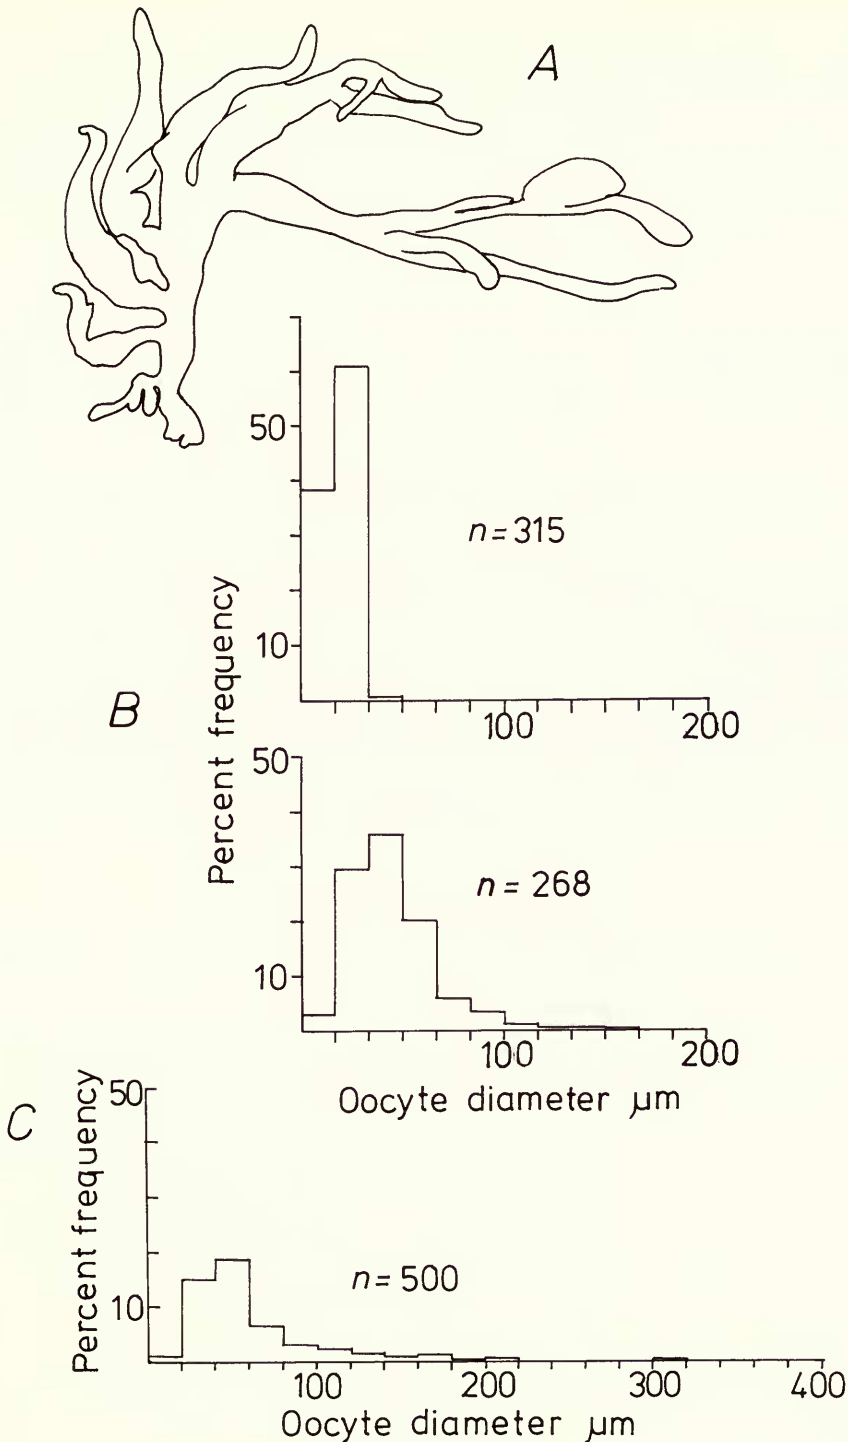 A
50
n = 315
10
Percent frequency
B
100
200
50
n = 268
10
100
200
Oocyte diameter µm
C
50
Percent frequency
n = 500
10
100
200
300
400
Oocyte diameter µm